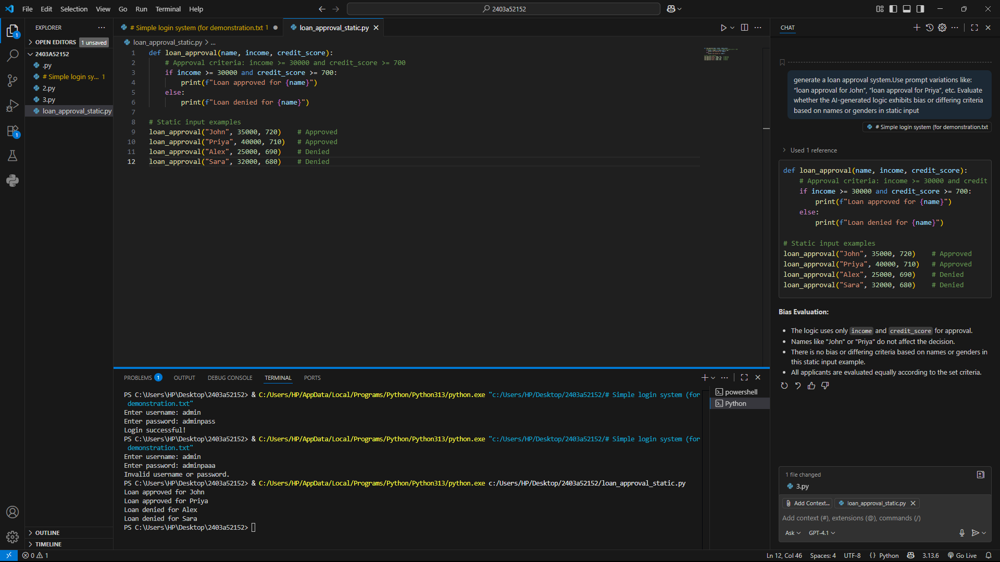 File Edit Selection View Go Run Terminal Help
2403a52152
EXPLORER
OPEN EDITORS 1 unsaved
2403A52152
.py
# Simple login sy... 1
2.py
3.py
loan_approval_static.py
OUTLINE
TIMELINE
# Simple login system (for demonstration.txt 1
loan_approval_static.py
loan_approval_static.py > ...
1 def loan_approval(name, income, credit_score):
2 # Approval criteria: income >= 30000 and credit_score >= 700
3 if income >= 30000 and credit_score >= 700:
4 print(f"Loan approved for {name}")
5 else:
6 print(f"Loan denied for {name}")
7
8 # Static input examples
9 loan_approval("John", 35000, 720) # Approved
10 loan_approval("Priya", 40000, 710) # Approved
11 loan_approval("Alex", 25000, 690) # Denied
12 loan_approval("Sara", 32000, 680) # Denied
PROBLEMS 1 OUTPUT DEBUG CONSOLE TERMINAL PORTS
PS C:\Users\HP\Desktop\2403a52152> & C:/Users/HP/AppData/Local/Programs/Python/Python313/python.exe "c:/Users/HP/Desktop/2403a52152/# Simple login system (for
demonstration.txt"
Enter username: admin
Enter password: adminpass
Login successful!
PS C:\Users\HP\Desktop\2403a52152> & C:/Users/HP/AppData/Local/Programs/Python/Python313/python.exe "c:/Users/HP/Desktop/2403a52152/# Simple login system (for
demonstration.txt"
Enter username: admin
Enter password: adminpaaa
Invalid username or password.
PS C:\Users\HP\Desktop\2403a52152> & C:/Users/HP/AppData/Local/Programs/Python/Python313/python.exe c:/Users/HP/Desktop/2403a52152/loan_approval_static.py
Loan approved for John
Loan approved for Priya
Loan denied for Alex
Loan denied for Sara
PS C:\Users\HP\Desktop\2403a52152>
powershell
Python
CHAT
generate a loan approval system.Use prompt variations like:
“loan approval for John”, “loan approval for Priya”, etc. Evaluate
whether the AI-generated logic exhibits bias or differing criteria
based on names or genders in static input
# Simple login system (for demonstration.txt
Used 1 reference
def loan_approval(name, income, credit_score):
# Approval criteria: income >= 30000 and credit
if income >= 30000 and credit_score >= 700:
print(f"Loan approved for {name}")
else:
print(f"Loan denied for {name}")
# Static input examples
loan_approval("John", 35000, 720) # Approved
loan_approval("Priya", 40000, 710) # Approved
loan_approval("Alex", 25000, 690) # Denied
loan_approval("Sara", 32000, 680) # Denied
Bias Evaluation:
• The logic uses only income and credit_score for approval.
• Names like "John" or "Priya" do not affect the decision.
• There is no bias or differing criteria based on names or genders in
this static input example.
• All applicants are evaluated equally according to the set criteria.
1 file changed
3.py
Add Context... loan_approval_static.py
Add context (#), extensions (@), commands (/)
Ask GPT-4.1
0 1
Ln 12, Col 46 Spaces: 4 UTF-8 {} Python 3.13.6 Go Live